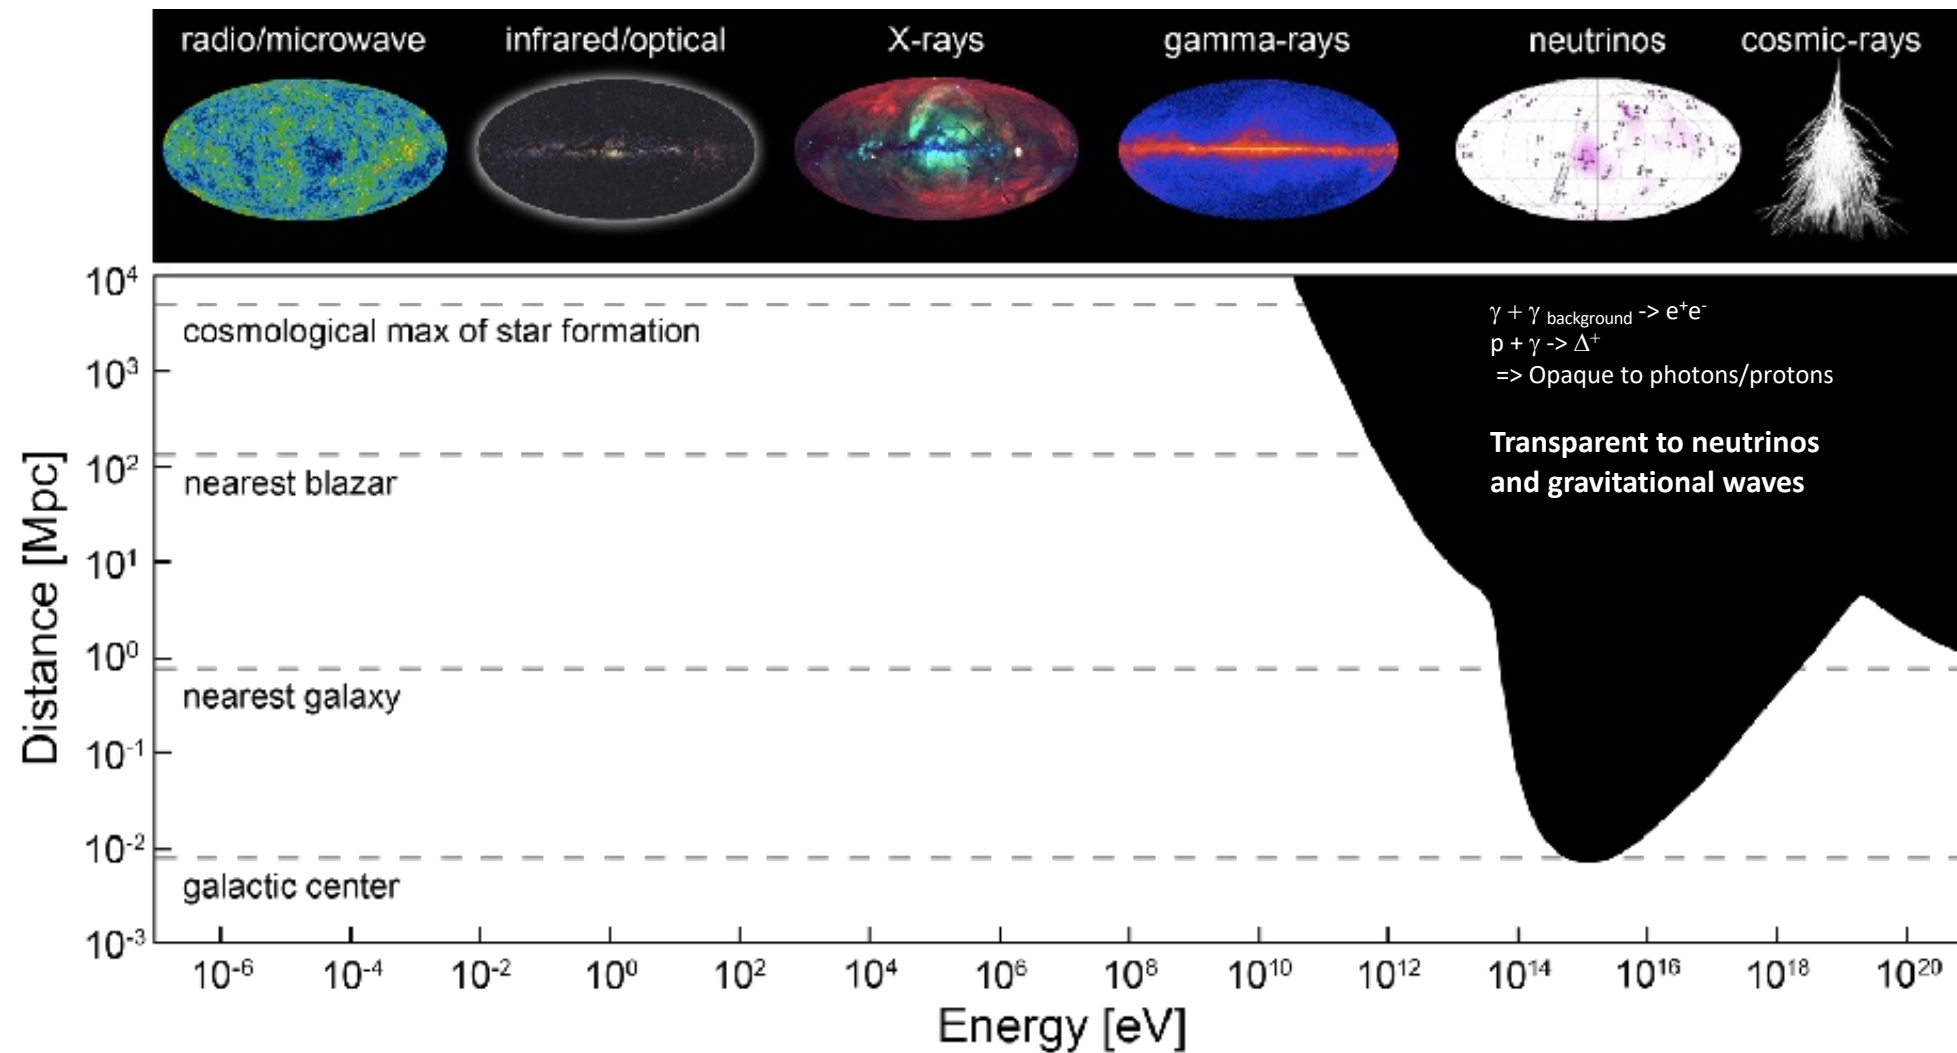 radio/microwave infrared/optical X-rays gamma-rays neutrinos cosmic-rays
10⁴
cosmological max of star formation
γ + γ background -> e⁺e⁻
p + γ -> Δ⁺
=> Opaque to photons/protons
10³
Transparent to neutrinos
and gravitational waves
10²
nearest blazar
10¹
10⁰
nearest galaxy
10⁻¹
10⁻²
galactic center
10⁻³
Distance [Mpc]
10⁻⁶ 10⁻⁴ 10⁻² 10⁰ 10² 10⁴ 10⁶ 10⁸ 10¹⁰ 10¹² 10¹⁴ 10¹⁶ 10¹⁸ 10²⁰
Energy [eV]